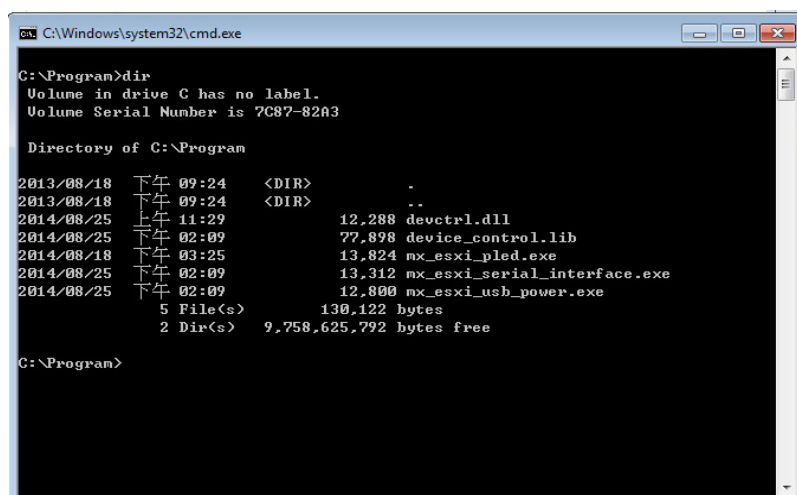 C:\Windows\system32\cmd.exe
C:\Program>dir
 Volume in drive C has no label.
 Volume Serial Number is 7C87-82A3
 Directory of C:\Program
2013/08/18  下午 09:24    <DIR>          .
2013/08/18  下午 09:24    <DIR>          ..
2014/08/25  上午 11:29            12,288 devctrl.dll
2014/08/25  下午 02:09            77,898 device_control.lib
2014/08/18  下午 03:25            13,824 mx_esxi_pled.exe
2014/08/25  下午 02:09            13,312 mx_esxi_serial_interface.exe
2014/08/25  下午 02:09            12,800 mx_esxi_usb_power.exe
               5 File(s)        130,122 bytes
               2 Dir(s)   9,758,625,792 bytes free
C:\Program>